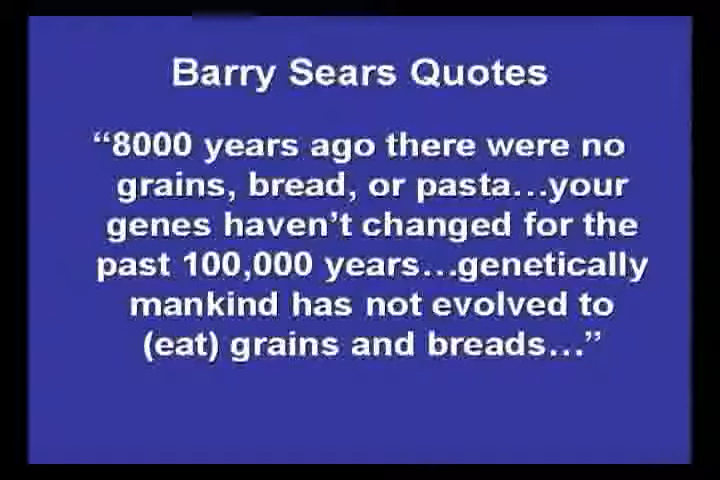 Barry Sears Quotes
“8000 years ago there were no
grains, bread, or pasta…your
genes haven’t changed for the
past 100,000 years…genetically
mankind has not evolved to
(eat) grains and breads…”